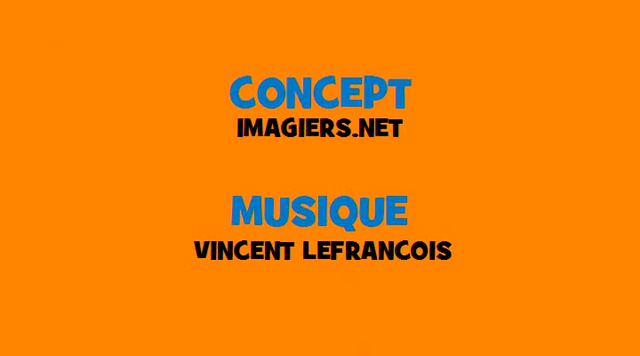 CONCEPT
IMAGIERS.NET
MUSIQUE
VINCENT LEFRANCOIS